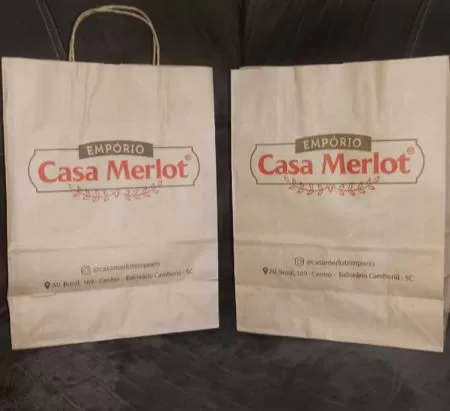 EMPÓRIO
Casa Merlot®
@casamerlotemporio
AV. Brasil, 169 - Centro - Balneário Camboriú - SC
EMPÓRIO
Casa Merlot®
@casamerlotemporio
AV. Brasil, 169 - Centro - Balneário Camboriú - SC